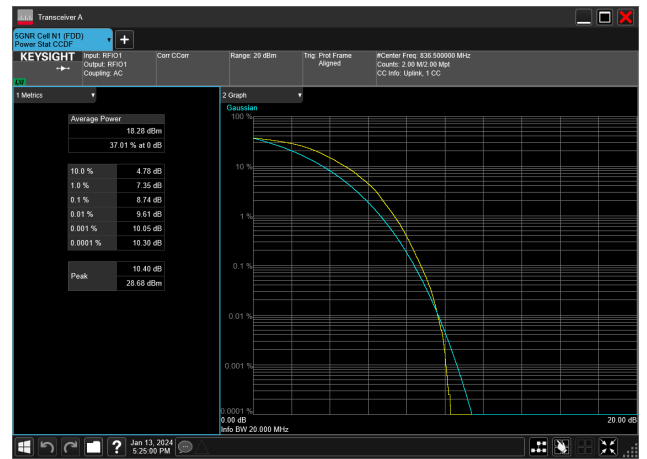 Transceiver A
5GNR Cell N1 (FDD)
Power Stat CCDF
KEYSIGHT
Input: RFIO1
Output: RFIO1
Coupling: AC
Corr CCorr
Range: 20 dBm
Trig: Prot Frame
Aligned
#Center Freq: 836.500000 MHz
Counts: 2.00 M/2.00 Mpt
CC Info: Uplink, 1 CC
1 Metrics
Average Power
18.28 dBm
37.01 % at 0 dB
10.0 % 4.78 dB
1.0 % 7.35 dB
0.1 % 8.74 dB
0.01 % 9.61 dB
0.001 % 10.05 dB
0.0001 % 10.30 dB
Peak
10.40 dB
28.68 dBm
2 Graph
Gaussian
100 %
10 %
1 %
0.1 %
0.01 %
0.001 %
0.0001 %
0.00 dB
20.00 dB
Info BW 20.000 MHz
?
Jan 13, 2024
5:25:00 PM